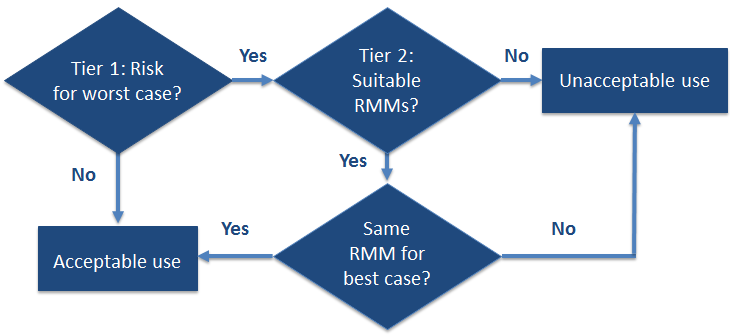 Tier 1: Risk
for worst case?
Yes
Tier 2:
Suitable
RMMs?
No
Unacceptable use
No
Yes
Acceptable use
Yes
Same
RMM for
best case?
No